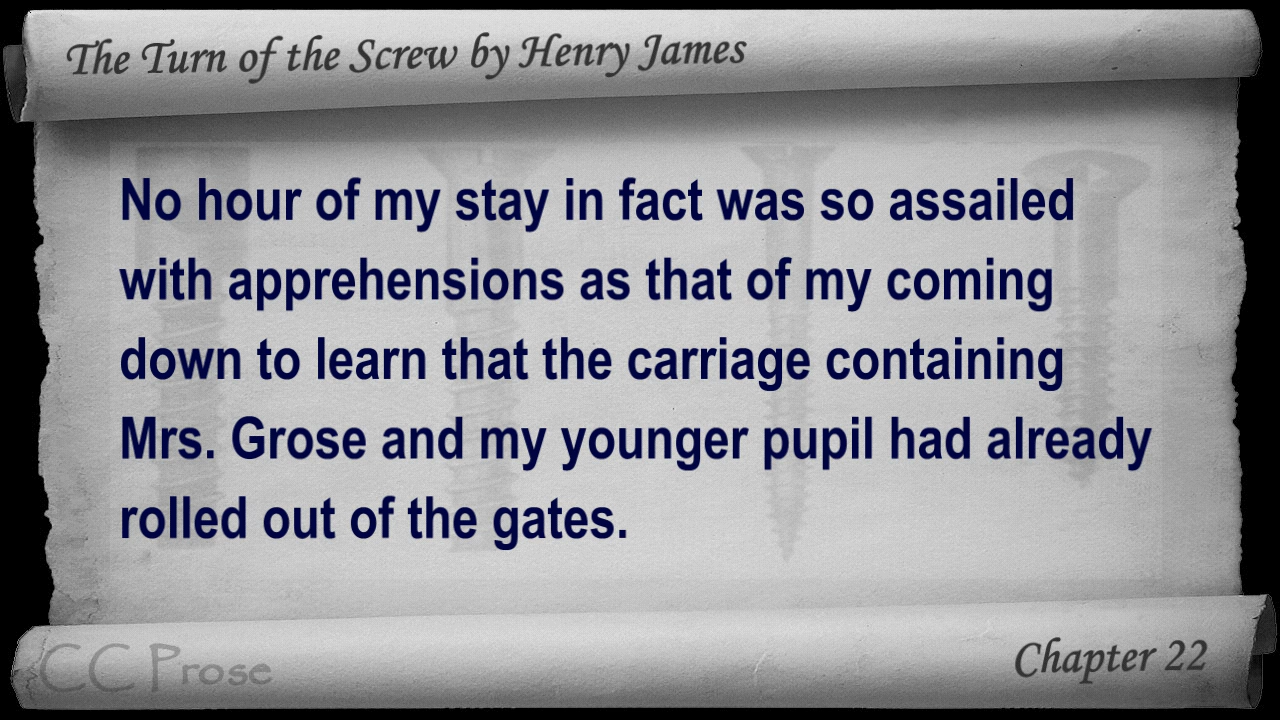 The Turn of the Screw by Henry James
No hour of my stay in fact was so assailed
with apprehensions as that of my coming
down to learn that the carriage containing
Mrs. Grose and my younger pupil had already
rolled out of the gates.
CC Prose
Chapter 22